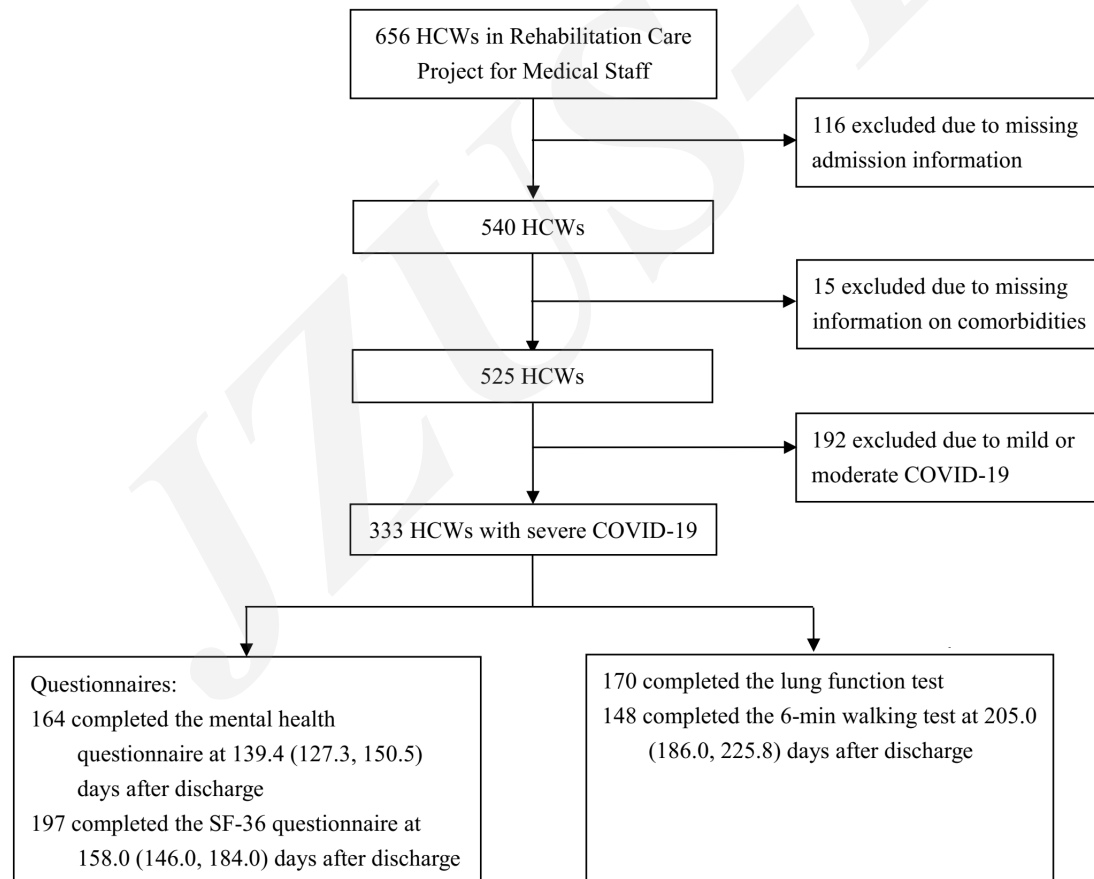 656 HCWs in Rehabilitation Care
Project for Medical Staff
116 excluded due to missing
admission information
540 HCWs
15 excluded due to missing
information on comorbidities
525 HCWs
192 excluded due to mild or
moderate COVID-19
333 HCWs with severe COVID-19
Questionnaires:
164 completed the mental health
questionnaire at 139.4 (127.3, 150.5)
days after discharge
197 completed the SF-36 questionnaire at
158.0 (146.0, 184.0) days after discharge
170 completed the lung function test
148 completed the 6-min walking test at 205.0
(186.0, 225.8) days after discharge
JZUS-